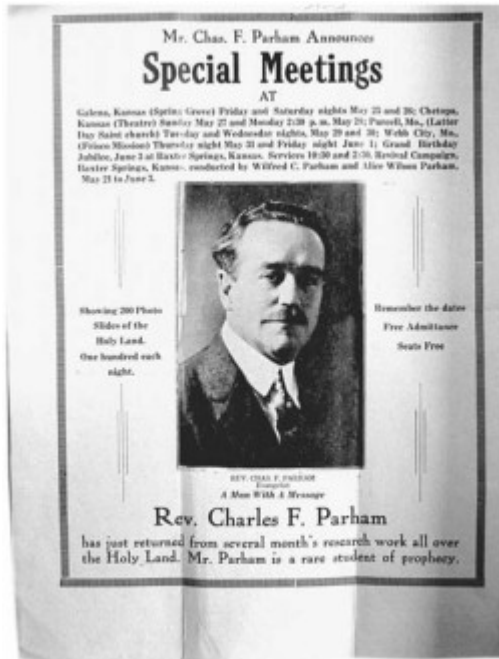 Mr. Chas. F. Parham Announces
Special Meetings
AT
Galena, Kansas (Spring Grove) Friday and Saturday nights May 25 and 26; Chetopa,
Kansas (Theatre) Sunday May 27 and Monday 2:30 p. m. May 28; Purcell, Mo., (Latter
Day Saint church) Tuesday and Wednesday nights, May 29 and 30; Webb City, Mo.,
(Frisco Mission) Thursday night May 31 and Friday night June 1; Grand Birthday
Jubilee, June 3 at Baxter Springs, Kansas. Services 10:30 and 2:30. Revival Campaign,
Baxter Springs, Kansas, conducted by Wilfred C. Parham and Alice Wilson Parham,
May 21 to June 3.
Showing 200 Photo
Slides of the
Holy Land.
One hundred each
night.
Remember the dates
Free Admittance
Seats Free
REV. CHAS F. PARHAM
Evangelist
A Man With A Message
Rev. Charles F. Parham
has just returned from several month's research work all over
the Holy Land. Mr. Parham is a rare student of prophecy.